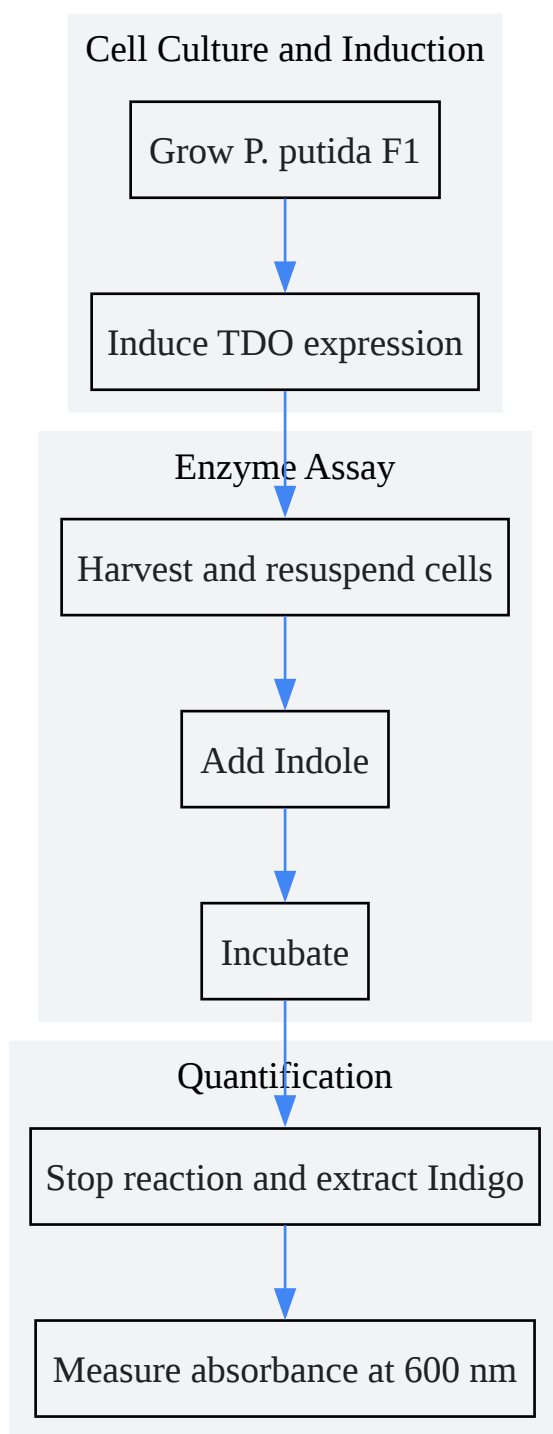 Cell Culture and Induction
Grow P. putida F1
Induce TDO expression
Enzyme Assay
Harvest and resuspend cells
Add Indole
Incubate
Quantification
Stop reaction and extract Indigo
Measure absorbance at 600 nm